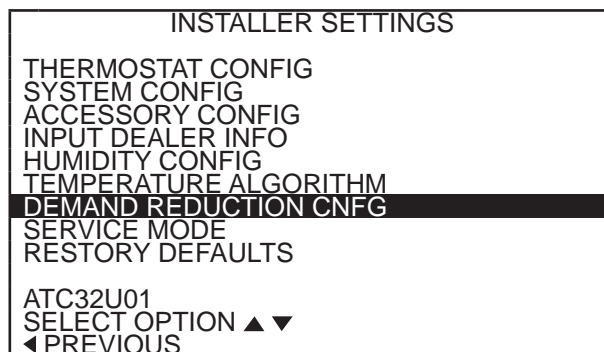 INSTALLER SETTINGS
THERMOSTAT CONFIG
SYSTEM CONFIG
ACCESSORY CONFIG
INPUT DEALER INFO
HUMIDITY CONFIG
TEMPERATURE ALGORITHM
DEMAND REDUCTION CNFG
SERVICE MODE
RESTORY DEFAULTS
ATC32U01
SELECT OPTION ▲ ▼
◀ PREVIOUS